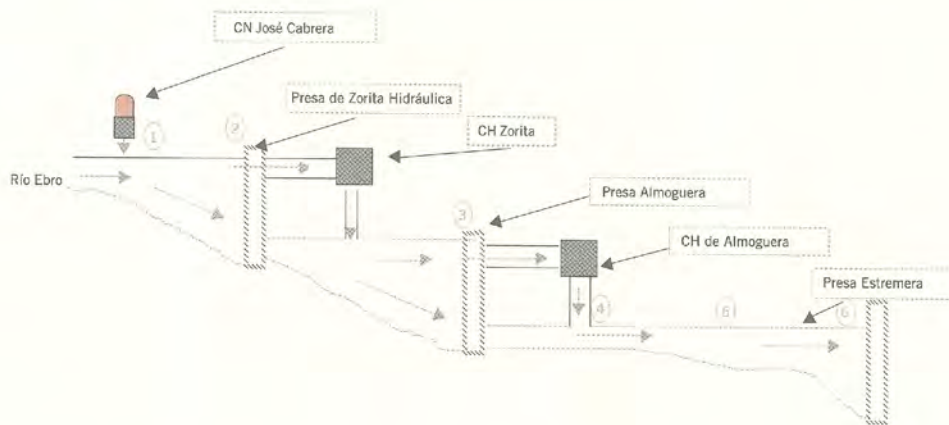 CN José Cabrera
Presa de Zorita Hidráulica
CH Zorita
Río Ebro
Presa Almoguera
CH de Almoguera
Presa Estremera
1
2
3
4
6